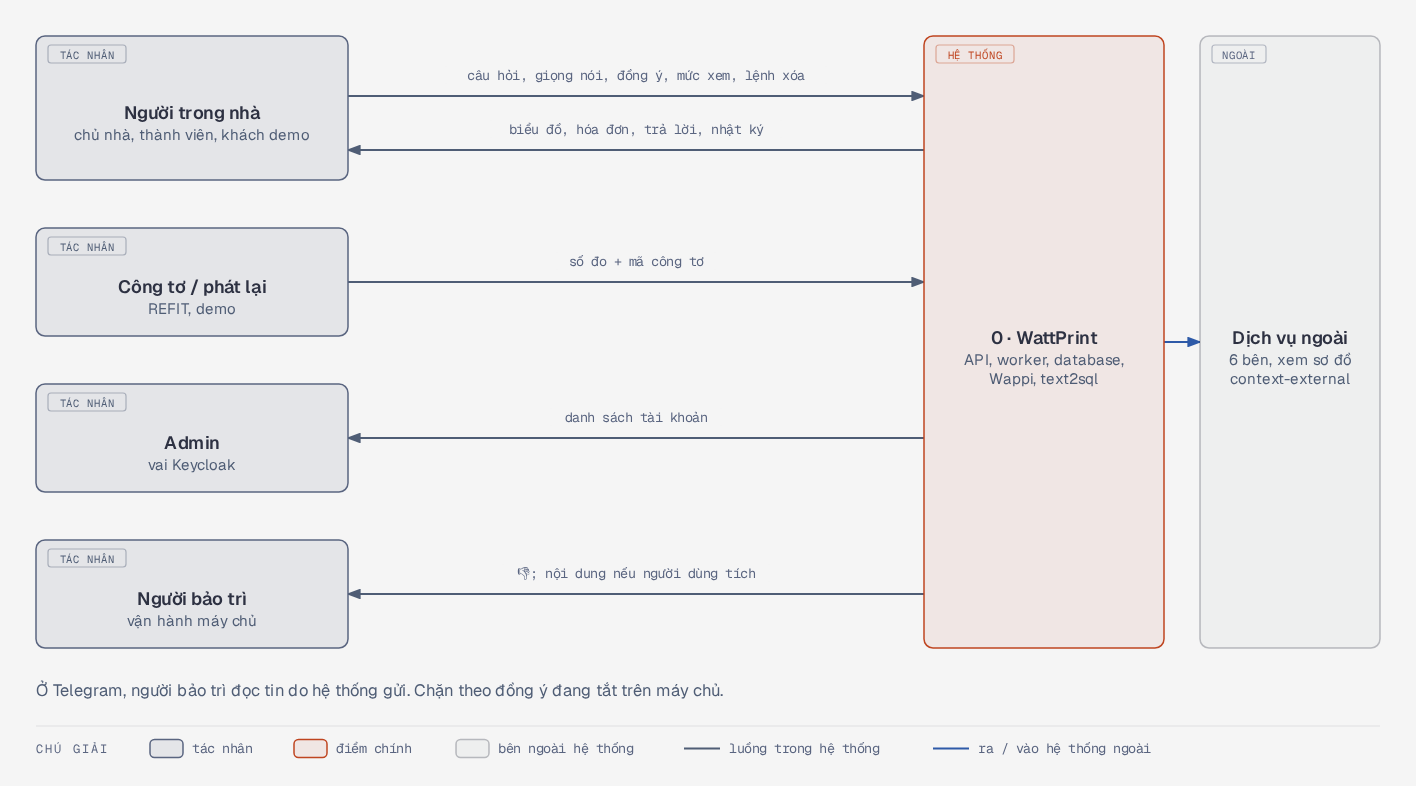 TÁC NHÂN
Người trong nhà
chủ nhà, thành viên, khách demo
câu hỏi, giọng nói, đồng ý, mức xem, lệnh xóa
biểu đồ, hóa đơn, trả lời, nhật ký
TÁC NHÂN
Công tơ / phát lại
REFIT, demo
số đo + mã công tơ
TÁC NHÂN
Admin
vai Keycloak
danh sách tài khoản
TÁC NHÂN
Người bảo trì
vận hành máy chủ
👎; nội dung nếu người dùng tích
HỆ THỐNG
0 · WattPrint
API, worker, database,
Wappi, text2sql
NGOÀI
Dịch vụ ngoài
6 bên, xem sơ đồ
context-external
Ở Telegram, người bảo trì đọc tin do hệ thống gửi. Chặn theo đồng ý đang tắt trên máy chủ.
CHÚ GIẢI
tác nhân
điểm chính
bên ngoài hệ thống
luồng trong hệ thống
ra / vào hệ thống ngoài